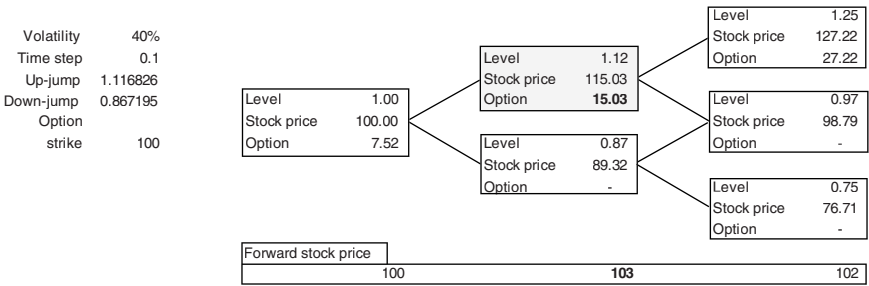 Volatility 40%
Time step 0.1
Up-jump 1.116826
Down-jump 0.867195
Option
strike 100
Level 1.00
Stock price 100.00
Option 7.52
Level 1.12
Stock price 115.03
Option 15.03
Level 0.87
Stock price 89.32
Option -
Level 1.25
Stock price 127.22
Option 27.22
Level 0.97
Stock price 98.79
Option -
Level 0.75
Stock price 76.71
Option -
Forward stock price
100 103 102